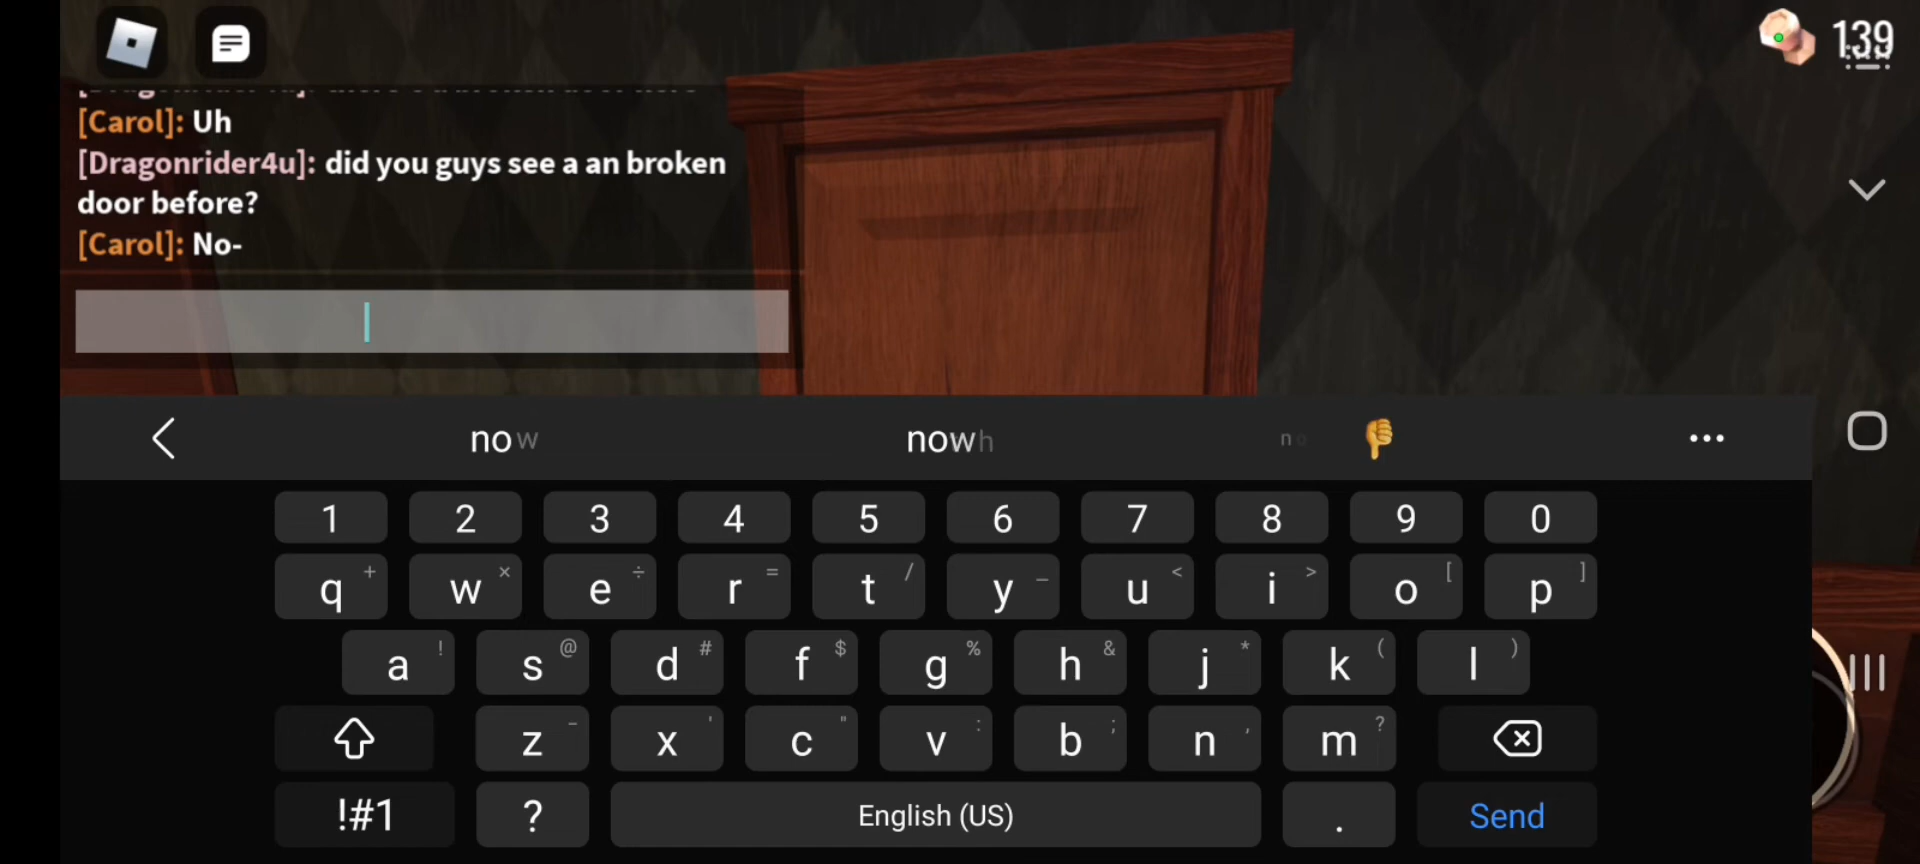 139
[Carol]: Uh
[Dragonrider4u]: did you guys see a an broken
door before?
[Carol]: No-
now
nowh
no
1 2 3 4 5 6 7 8 9 0
q + w × e ÷ r = t / y _ u < i > o [ p ]
a ! s @ d # f $ g % h & j * k ( l )
z - x ' c " v : b ; n , m ?
!#1 ? English (US) . Send